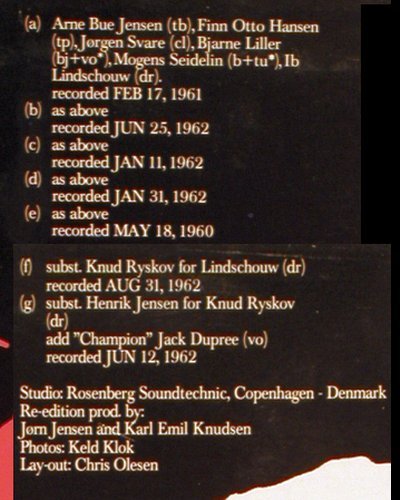 (a) Arne Bue Jensen (tb), Finn Otto Hansen
(tp), Jørgen Svare (cl), Bjarne Liller
(bj+vo*), Mogens Seidelin (b+tu*), Ib
Lindschouw (dr).
recorded FEB 17, 1961
(b) as above
recorded JUN 25, 1962
(c) as above
recorded JAN 11, 1962
(d) as above
recorded JAN 31, 1962
(e) as above
recorded MAY 18, 1960
(f) subst. Knud Ryskov for Lindschouw (dr)
recorded AUG 31, 1962
(g) subst. Henrik Jensen for Knud Ryskov
(dr)
add ”Champion” Jack Dupree (vo)
recorded JUN 12, 1962
Studio: Rosenberg Soundtechnic, Copenhagen - Denmark
Re-edition prod. by:
Jørn Jensen and Karl Emil Knudsen
Photos: Keld Klok
Lay-out: Chris Olesen